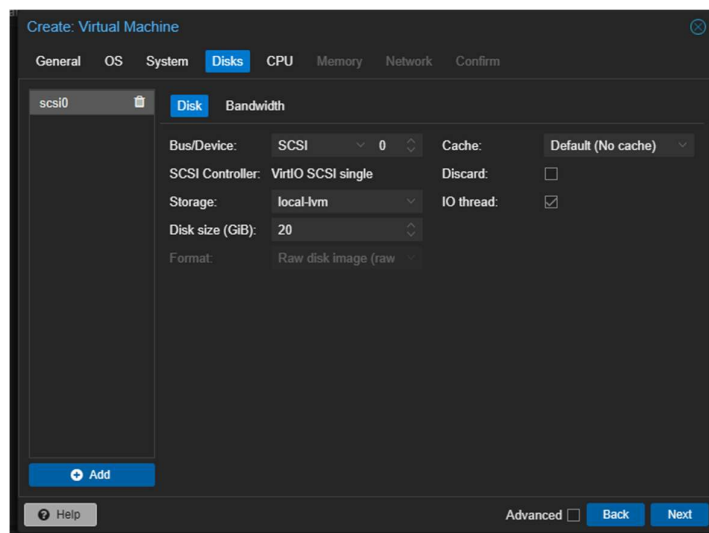 Create: Virtual Machine
General OS System Disks CPU Memory Network Confirm
scsi0
Disk Bandwidth
Bus/Device: SCSI 0 Cache: Default (No cache)
SCSI Controller: VirtIO SCSI single Discard:
Storage: local-lvm IO thread:
Disk size (GiB): 20
Format: Raw disk image (raw
Add
Help Advanced Back Next